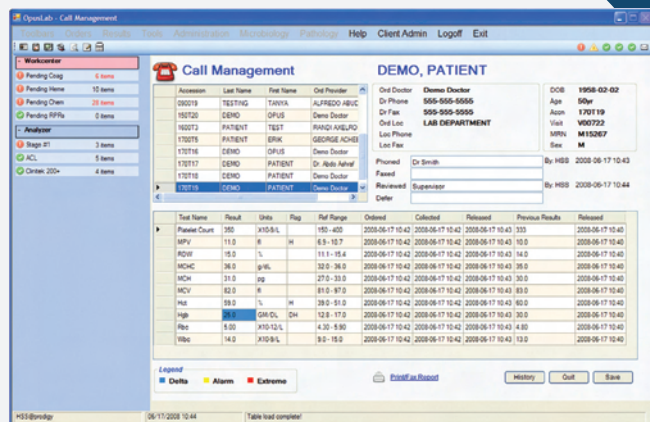 OpusLab - Call Management
Toolbars Orders Results Tools Administration Microbiology Pathology Help Client Admin Logoff Exit
Workcenter
Pending Coag 6 items
Pending Heme 10 items
Pending Chem 28 items
Pending RPRs 0 items
Analyzer
Stago #1 3 items
ACL 5 items
Clinitek 200+ 4 items
Call Management
Accession Last Name First Name Ord Provider
090019 TESTING TANYA ALFREDO ABUC
150T20 DEMO OPUS Demo Doctor
1600T3 PATIENT TEST RANDI AXELRO
1700T5 PATIENT ERIK GEORGE ACHEE
170T16 DEMO OPUS Demo Doctor
170T17 DEMO PATIENT Dr. Abdo Ashraf
170T18 DEMO PATIENT Demo Doctor
170T19 DEMO PATIENT Demo Doctor
DEMO, PATIENT
Ord Doctor Demo Doctor
Dr Phone 555-555-5555
Dr Fax 555-555-5555
Ord Loc LAB DEPARTMENT
Loc Phone
Loc Fax
DOB 1958-02-02
Age 50yr
Accn 170T19
Visit V00722
MRN M15267
Sex M
Phoned Dr Smith By: HSS 2008-06-17 10:43
Faxed
Reviewed Supervisor By: HSS 2008-06-17 10:44
Defer
Test Name Result Units Flag Ref Range Ordered Collected Released Previous Results Released
Platelet Count 350 X10-9/L 150 - 400 2008-06-17 10:42 2008-06-17 10:42 2008-06-17 10:43 333 2008-06-17 10:40
MPV 11.0 fl H 6.9 - 10.7 2008-06-17 10:42 2008-06-17 10:42 2008-06-17 10:43 10.0 2008-06-17 10:40
RDW 15.0 % 11.1 - 15.4 2008-06-17 10:42 2008-06-17 10:42 2008-06-17 10:43 14.0 2008-06-17 10:40
MCHC 36.0 g/dL 32.0 - 36.0 2008-06-17 10:42 2008-06-17 10:42 2008-06-17 10:43 35.0 2008-06-17 10:40
MCH 31.0 pg 27.0 - 33.0 2008-06-17 10:42 2008-06-17 10:42 2008-06-17 10:43 30.0 2008-06-17 10:40
MCV 82.0 fl 81.0 - 97.0 2008-06-17 10:42 2008-06-17 10:42 2008-06-17 10:43 83.0 2008-06-17 10:40
Hct 59.0 % H 39.0 - 51.0 2008-06-17 10:42 2008-06-17 10:42 2008-06-17 10:43 60.0 2008-06-17 10:40
Hgb GM/DL DH 12.8 - 17.0 2008-06-17 10:42 2008-06-17 10:42 2008-06-17 10:43 30.0 2008-06-17 10:40
Rbc 5.00 X10-12/L 4.30 - 5.90 2008-06-17 10:42 2008-06-17 10:42 2008-06-17 10:43 4.80 2008-06-17 10:40
Wbc 14.0 X10-9/L 9.0 - 15.0 2008-06-17 10:42 2008-06-17 10:42 2008-06-17 10:43 13.0 2008-06-17 10:40
Legend
Delta Alarm Extreme
Print/Fax Report
History Quit Save
HSS@prodigy 06/17/2008 10:44 Table load complete!